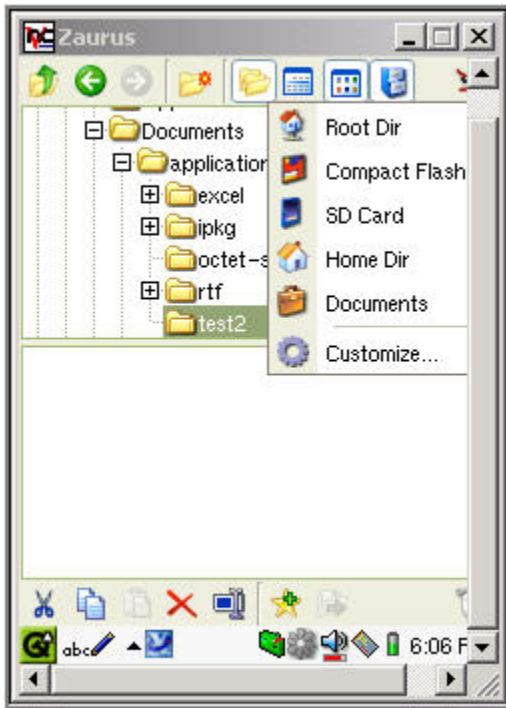 Zaurus
Documents
application
excel
ipkg
octet-s
rtf
test2
Root Dir
Compact Flash
SD Card
Home Dir
Documents
Customize...
abc
6:06 F